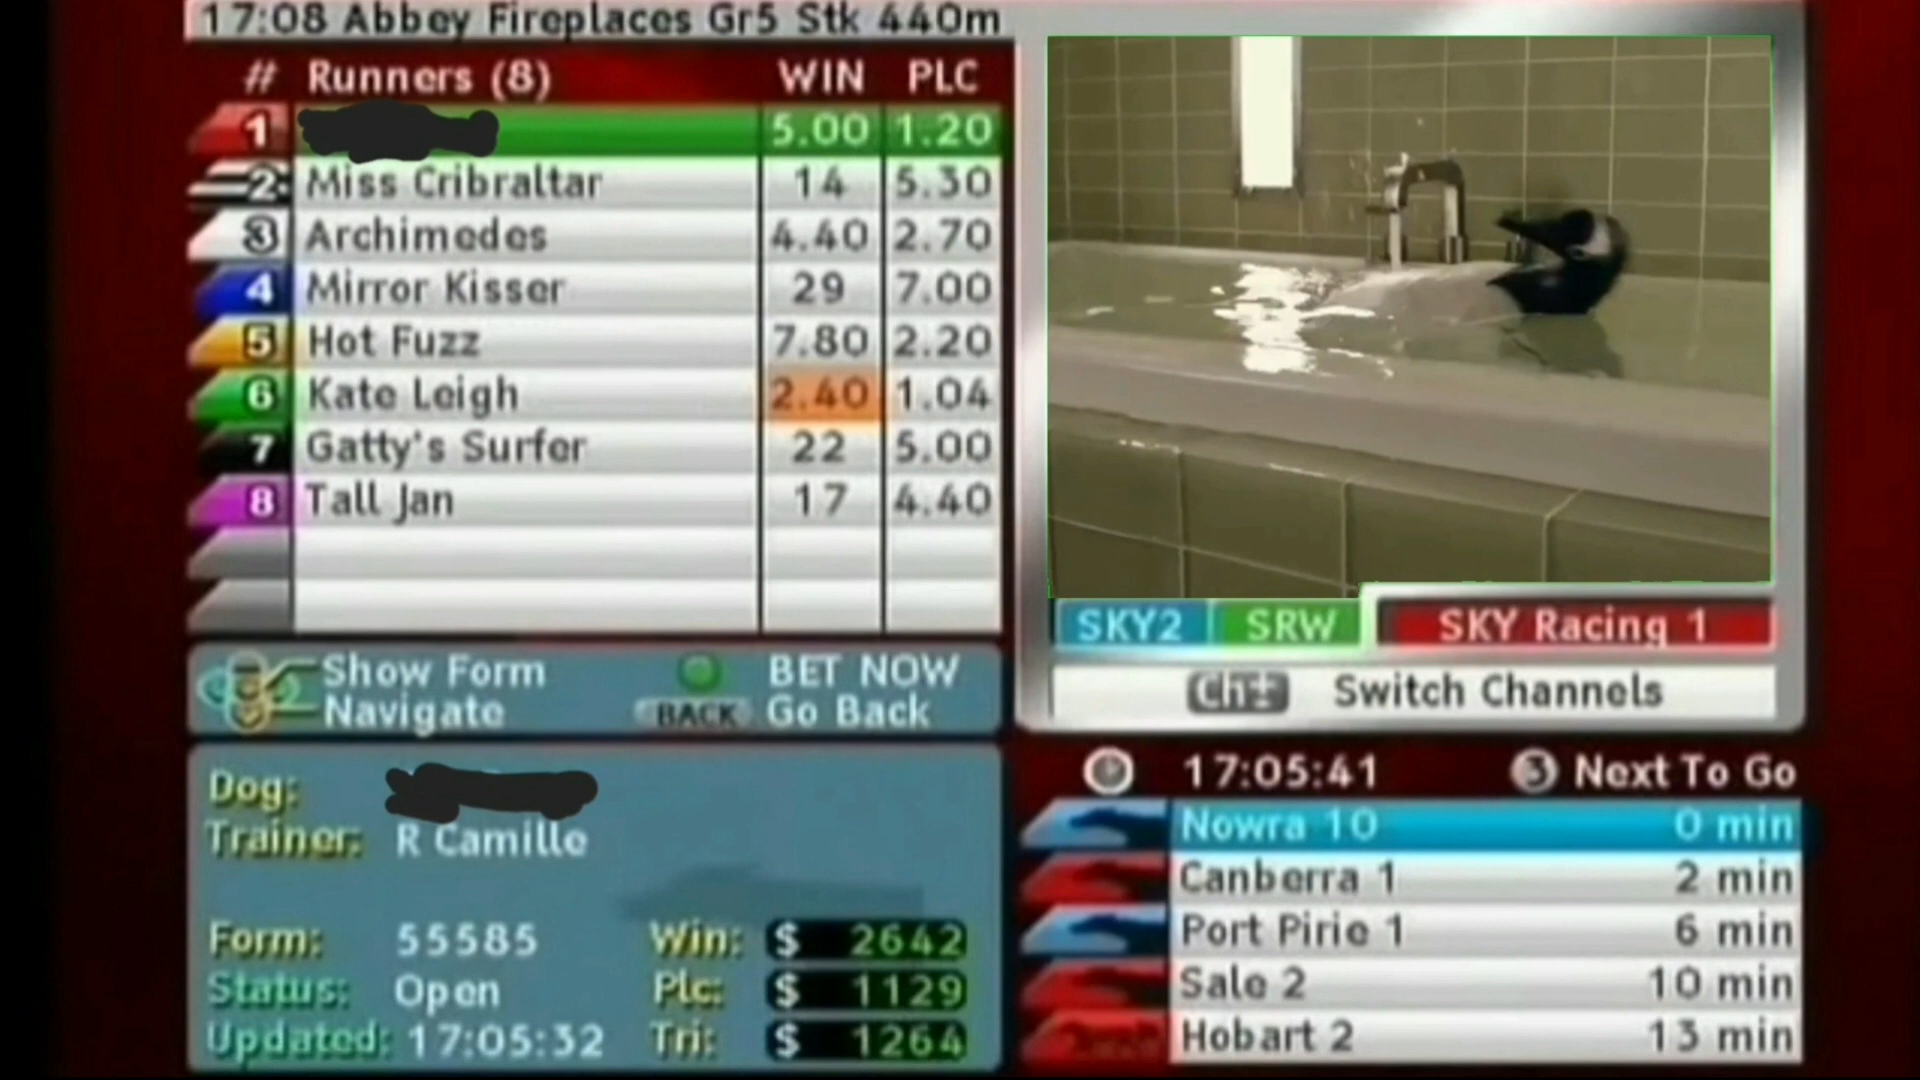 17:08 Abbey Fireplaces Gr5 Stk 440m
# Runners (8) WIN PLC
1 5.00 1.20
2 Miss Cribraltar 14 5.30
3 Archimedes 4.40 2.70
4 Mirror Kisser 29 7.00
5 Hot Fuzz 7.80 2.20
6 Kate Leigh 2.40 1.04
7 Gatty's Surfer 22 5.00
8 Tall Jan 17 4.40
Show Form BET NOW
Navigate BACK Go Back
Dog:
Trainer: R Camille
Form: 55585 Win: $ 2642
Status: Open Plc: $ 1129
Updated: 17:05:32 Tri: $ 1264
SKY2 SRW SKY Racing 1
Ch± Switch Channels
17:05:41 3 Next To Go
Nowra 10 0 min
Canberra 1 2 min
Port Pirie 1 6 min
Sale 2 10 min
Hobart 2 13 min